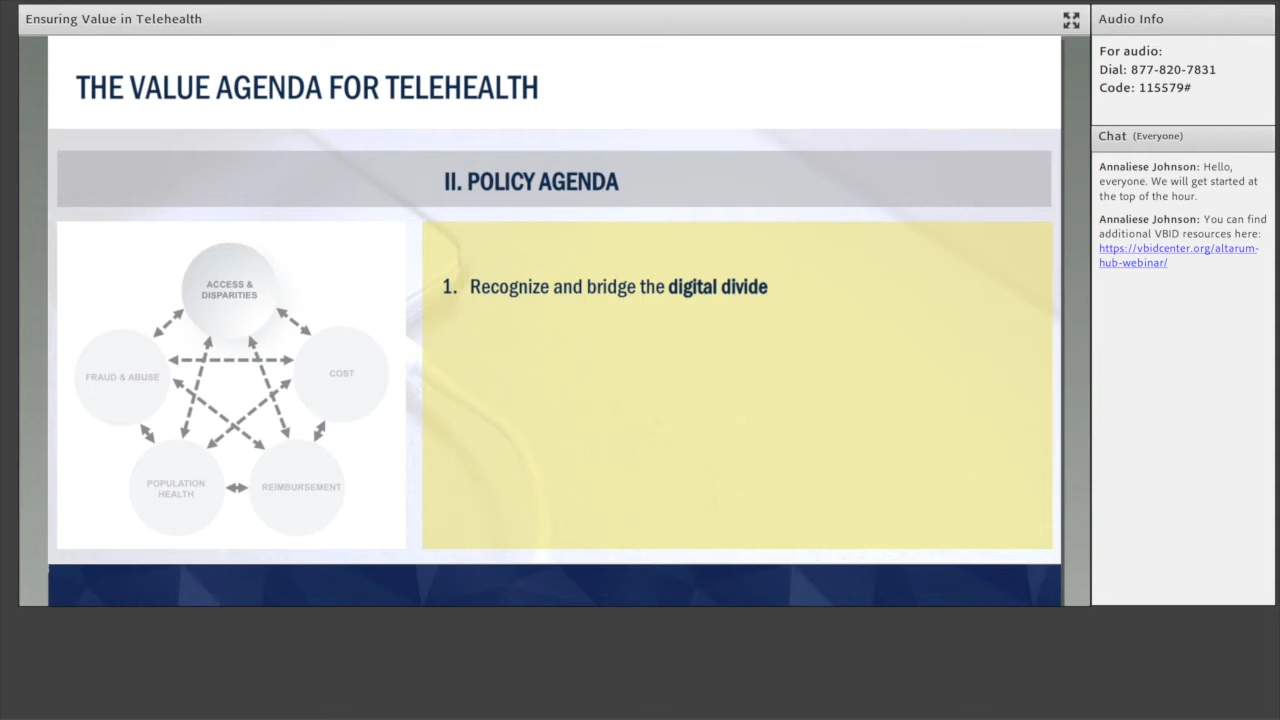 Ensuring Value in Telehealth
THE VALUE AGENDA FOR TELEHEALTH
II. POLICY AGENDA
ACCESS &
DISPARITIES
FRAUD & ABUSE
COST
POPULATION
HEALTH
REIMBURSEMENT
1. Recognize and bridge the digital divide
Audio Info
For audio:
Dial: 877-820-7831
Code: 115579#
Chat (Everyone)
Annaliese Johnson: Hello,
everyone. We will get started at
the top of the hour.
Annaliese Johnson: You can find
additional VBID resources here:
https://vbidcenter.org/altarum-
hub-webinar/